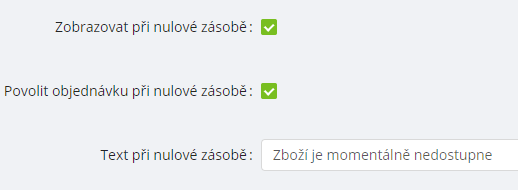 Zobrazovat při nulové zásobě:
Povolit objednávku při nulové zásobě:
Text při nulové zásobě: Zboží je momentálně nedostupne